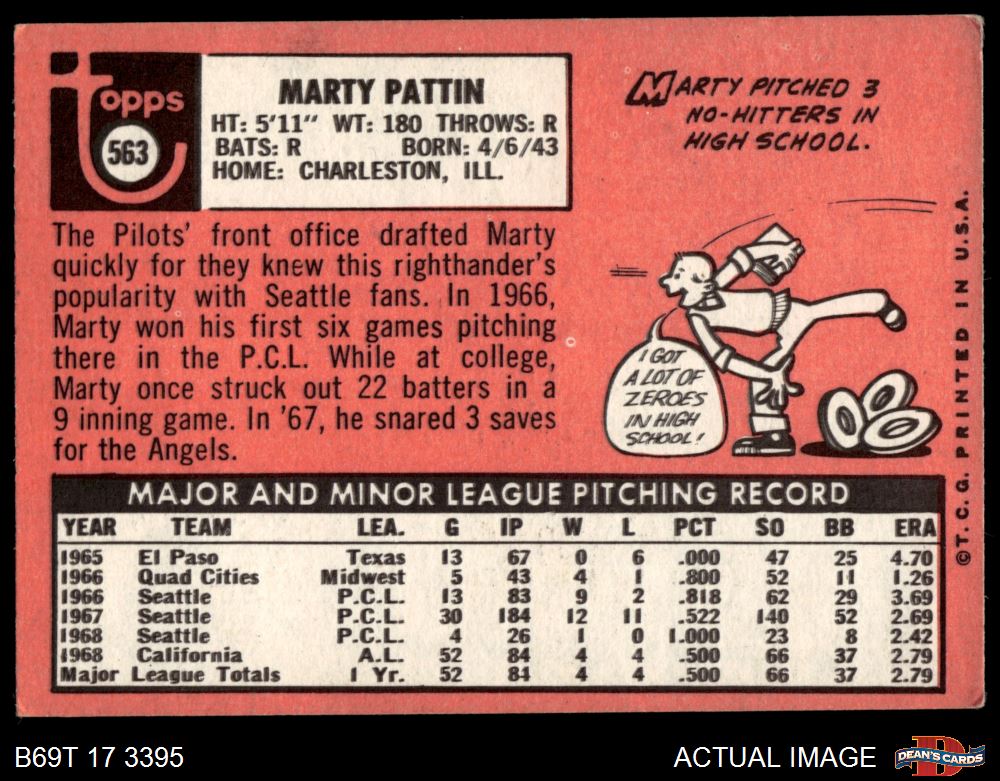 Topps
563
MARTY PATTIN
HT: 5'11" WT: 180 THROWS: R
BATS: R BORN: 4/6/43
HOME: CHARLESTON, ILL.
MARTY PITCHED 3
NO-HITTERS IN
HIGH SCHOOL.
The Pilots' front office drafted Marty
quickly for they knew this righthander's
popularity with Seattle fans. In 1966,
Marty won his first six games pitching
there in the P.C.L. While at college,
Marty once struck out 22 batters in a
9 inning game. In '67, he snared 3 saves
for the Angels.
I GOT
A LOT OF
ZEROES
IN HIGH
SCHOOL!
©T.C.G. PRINTED IN U.S.A.
MAJOR AND MINOR LEAGUE PITCHING RECORD
YEAR TEAM LEA. G IP W L PCT SO BB ERA
1965 El Paso Texas 13 67 0 6 .000 47 25 4.70
1966 Quad Cities Midwest 5 43 4 1 .800 52 11 1.26
1966 Seattle P.C.L. 13 83 9 2 .818 62 29 3.69
1967 Seattle P.C.L. 30 184 12 11 .522 140 52 2.69
1968 Seattle P.C.L. 4 26 1 0 1.000 23 8 2.42
1968 California A.L. 52 84 4 4 .500 66 37 2.79
Major League Totals 1 Yr. 52 84 4 4 .500 66 37 2.79
B69T 17 3395
ACTUAL IMAGE
DEAN'S CARDS